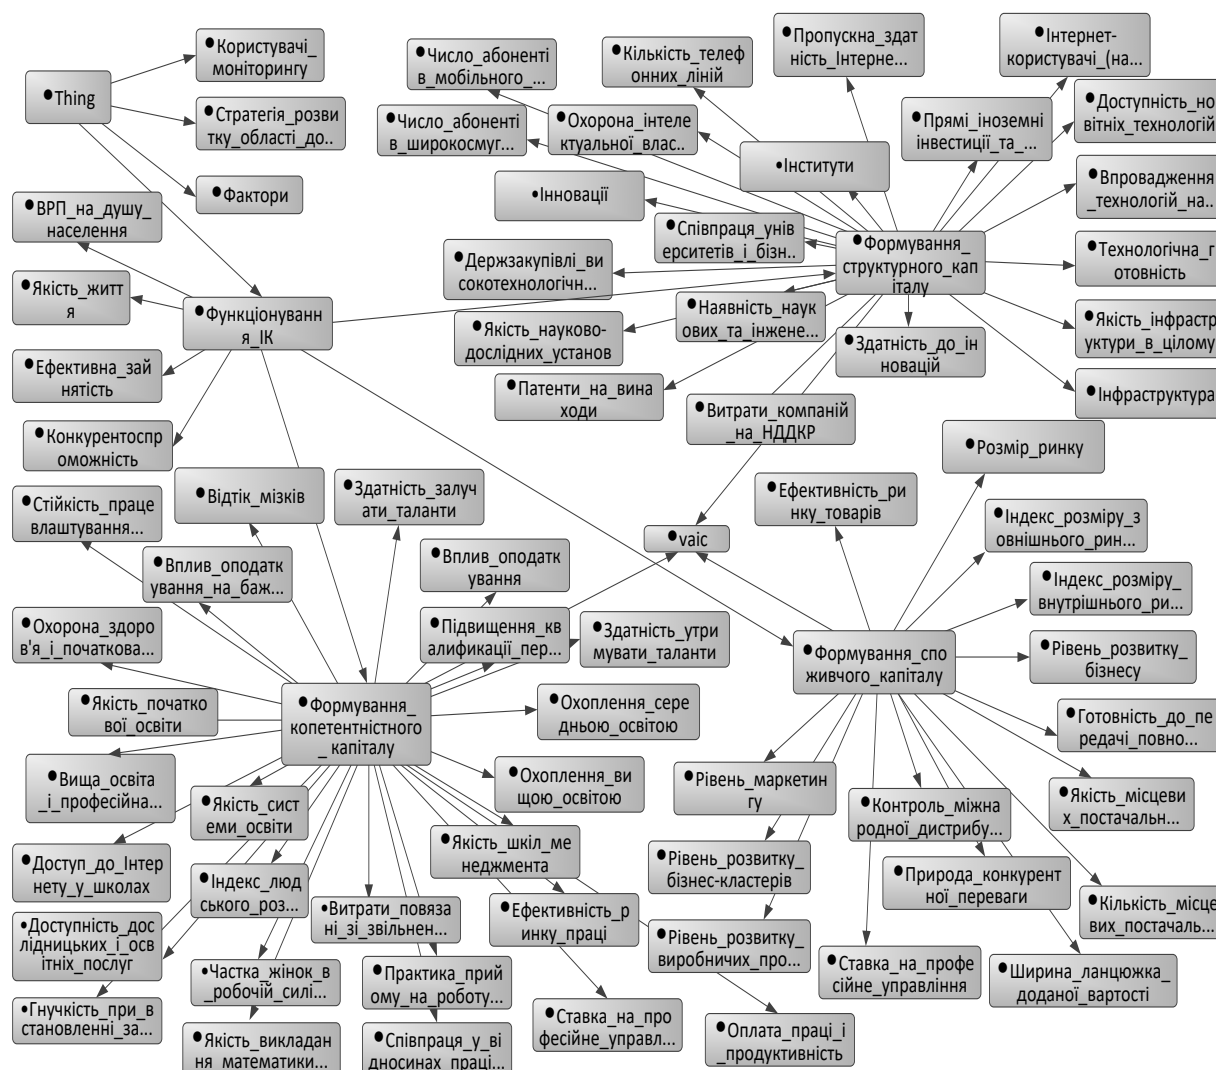 Користувачі_
моніторингу
Thing
Стратегія_розви
тку_області_до..
Фактори
ВРП_на_душу_
населення
Якість_житт
я
Функціонуванн
я_ІК
Ефективна_зай
нятість
Конкурентоспр
оможність
Число_абоненті
в_мобільного_...
Кількість_телеф
онних_ліній
Пропускна_здат
ність_Інтерне...
Інтернет-
користувачі_(на...
Число_абоненті
в_широкосмуг...
Охорона_інтеле
ктуальної_влас..
Інститути
Прямі_іноземні
інвестиції_та_...
Доступність_но
вітніх_технологій
Інновації
Співпраця_унів
ерситетів_і_бізн..
Формування_
структурного_кап
італу
Впровадження
_технологій_на..
Держзакупівлі_ви
сокотехнологічн...
Технологічна_г
отовність
Наявність_наук
ових_та_інжене...
Якість_науково-
дослідних_установ
Здатність_до_ін
новацій
Якість_інфрастр
уктури_в_цілому
Патенти_на_вина
ходи
Витрати_компаній
_на_НДДКР
Інфраструктура
Стійкість_праце
влаштування...
Відтік_мізків
Здатність_залуч
ати_таланти
vaic
Ефективність_ри
нку_товарів
Розмір_ринку
Індекс_розміру_з
овнішнього_рин...
Вплив_оподатк
ування_на_баж...
Вплив_оподатк
ування
Індекс_розміру_
внутрішнього_ри...
Охорона_здоро
в'я_і_початкова...
Підвищення_кв
алификації_пер...
Здатність_утри
мувати_таланти
Формування_спо
живчого_капіталу
Рівень_розвитку_
бізнесу
Якість_початко
вої_освіти
Формування_
копетентністного
_капіталу
Охоплення_сере
дньою_освітою
Готовність_до_пе
редачі_повно...
Вища_освіта
_і_професійна...
Якість_сист
еми_освіти
Охоплення_ви
щою_освітою
Рівень_маркетин
гу
Контроль_міжна
родної_дистрибу...
Якість_місцеви
х_постачальн...
Доступ_до_Інтер
нету_у_школах
Індекс_люд
ського_роз...
Якість_шкіл_ме
неджмента
Рівень_розвитку_
бізнес-кластерів
Природа_конкурент
ної_переваги
Кількість_місце
вих_постачаль...
Доступність_дос
лідницьких_і_осв
ітніх_послуг
Витрати_повяза
ні_зі_звільнен...
Ефективність_р
инку_праці
Рівень_розвитку_
виробничих_про...
Ставка_на_профе
сійне_управління
Ширина_ланцюжка_
доданої_вартості
Гнучкість_при_в
становленні_за...
Частка_жінок_в
_робочій_силі...
Практика_прий
ому_на_роботу...
Ставка_на_про
фесійне_управл...
Оплата_праці_і
_продуктивність
Якість_викладан
ня_математики...
Співпраця_у_ві
дносинах_праці...